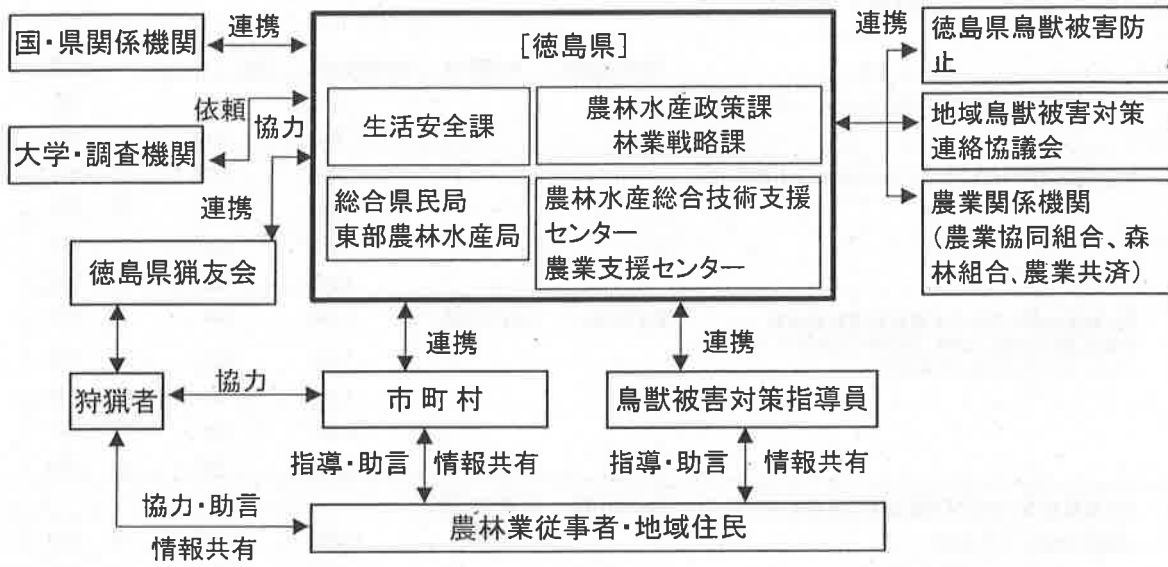 国・県関係機関
連携
[徳島県]
連携
徳島県鳥獣被害防
止
大学・調査機関
依頼
協力
生活安全課
農林水産政策課
林業戦略課
地域鳥獣被害対策
連絡協議会
連携
総合県民局
東部農林水産局
農林水産総合技術支援
センター
農業支援センター
農業関係機関
(農業協同組合、森
林組合、農業共済)
徳島県猟友会
連携
連携
狩猟者
協力
市町村
鳥獣被害対策指導員
指導・助言
情報共有
指導・助言
情報共有
協力・助言
情報共有
農林業従事者・地域住民